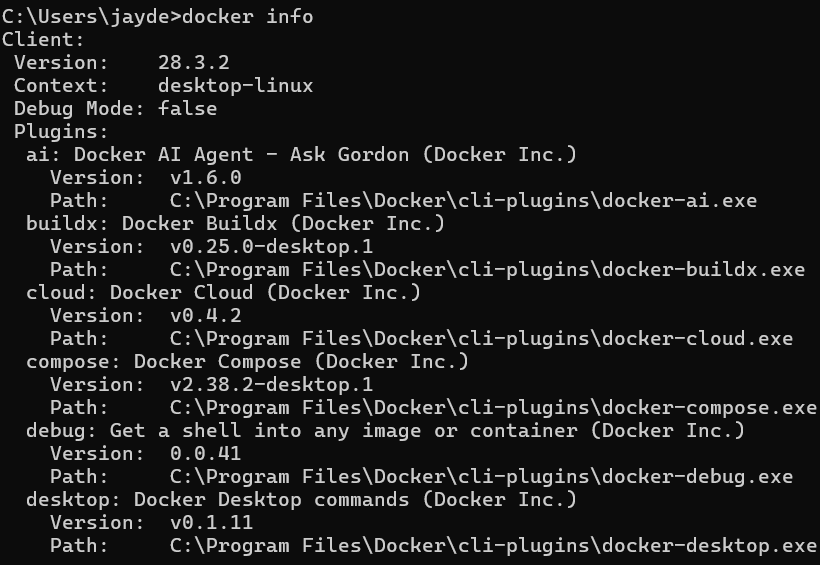 C:\Users\jayde>docker info
Client:
 Version:    28.3.2
 Context:    desktop-linux
 Debug Mode: false
 Plugins:
  ai: Docker AI Agent - Ask Gordon (Docker Inc.)
    Version:  v1.6.0
    Path:     C:\Program Files\Docker\cli-plugins\docker-ai.exe
  buildx: Docker Buildx (Docker Inc.)
    Version:  v0.25.0-desktop.1
    Path:     C:\Program Files\Docker\cli-plugins\docker-buildx.exe
  cloud: Docker Cloud (Docker Inc.)
    Version:  v0.4.2
    Path:     C:\Program Files\Docker\cli-plugins\docker-cloud.exe
  compose: Docker Compose (Docker Inc.)
    Version:  v2.38.2-desktop.1
    Path:     C:\Program Files\Docker\cli-plugins\docker-compose.exe
  debug: Get a shell into any image or container (Docker Inc.)
    Version:  0.0.41
    Path:     C:\Program Files\Docker\cli-plugins\docker-debug.exe
  desktop: Docker Desktop commands (Docker Inc.)
    Version:  v0.1.11
    Path:     C:\Program Files\Docker\cli-plugins\docker-desktop.exe